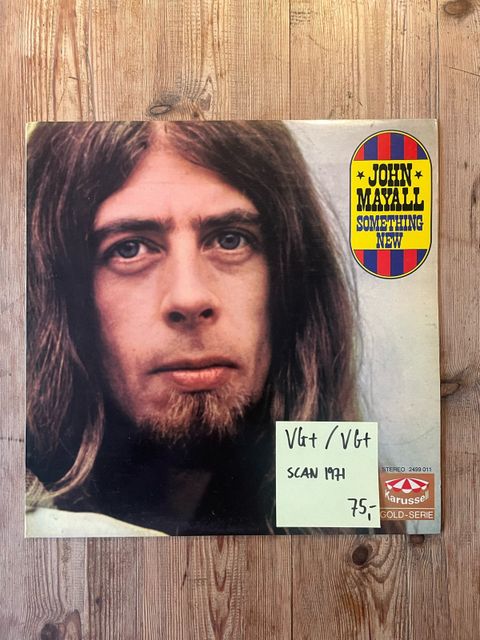 JOHN
MAYALL
SOMETHING
NEW
VG+ / VG+
SCAN 1971
75,-
STEREO 2499 011
Karussell
GOLD-SERIE